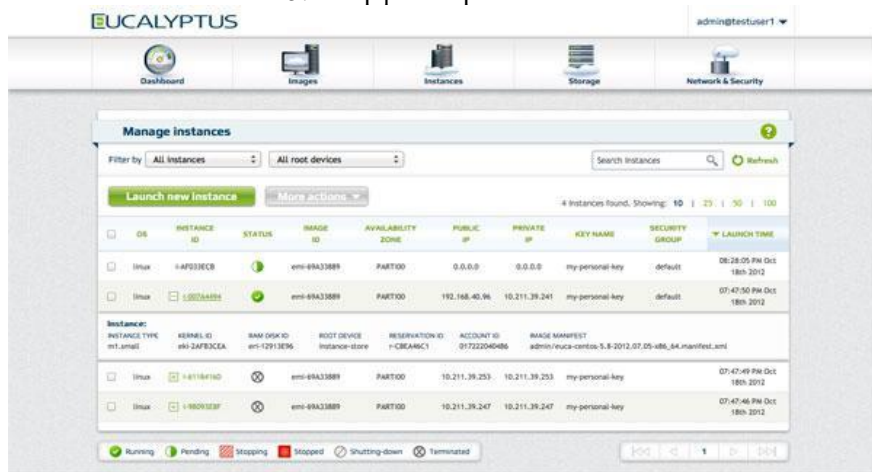 EUCALYPTUS
admin@testuser1
Dashboard Images Instances Storage Network & Security
Manage instances
Filter by All instances All root devices Search Instances Refresh
Launch new instance More actions 4 instances found. Showing: 10 | 25 | 50 | 100
OS INSTANCE ID STATUS IMAGE ID AVAILABILITY ZONE PUBLIC IP PRIVATE IP KEY NAME SECURITY GROUP LAUNCH TIME
linux i-AF033ECB emi-69A33889 PARTI00 0.0.0.0 0.0.0.0 my-personal-key default 08:28:05 PM Oct 18th 2012
linux emi-69A33889 PARTI00 192.168.40.96 10.211.39.241 my-personal-key default 07:47:50 PM Oct 18th 2012
Instance:
INSTANCE TYPE KERNEL ID RAM DISK ID ROOT DEVICE RESERVATION ID ACCOUNT ID IMAGE MANIFEST
m1.small eki-2AFB3CEA eri-12913E96 instance-store r-C8EA46C1 017222040486 admin/euca-centos-5.8-2012.07.05-x86_64.manifest.xml
linux emi-69A33889 PARTI00 10.211.39.253 10.211.39.253 my-personal-key 07:47:49 PM Oct 18th 2012
linux emi-69A33889 PARTI00 10.211.39.247 10.211.39.247 my-personal-key 07:47:46 PM Oct 18th 2012
Running Pending Stopping Stopped Shutting-down Terminated 1